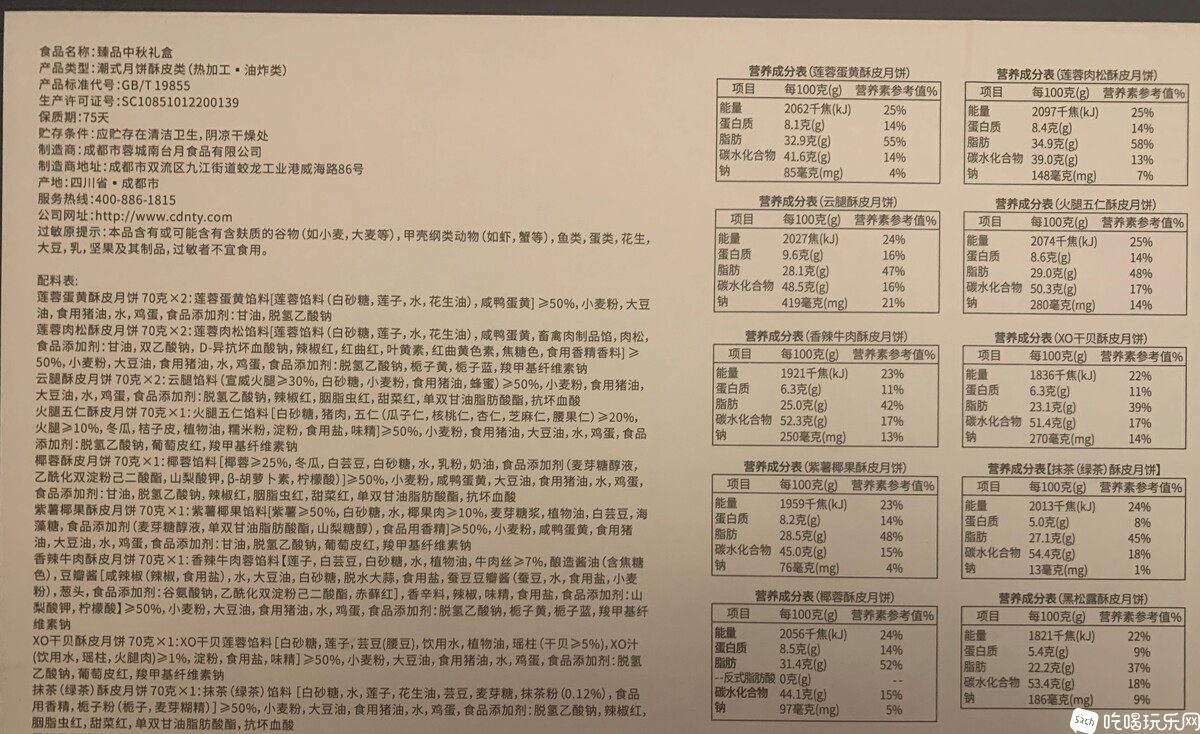 食品名称:臻品中秋礼盒
产品类型:潮式月饼酥皮类(热加工▪油炸类)
产品标准代号:GB/T 19855
生产许可证号:SC10851012200139
保质期:75天
贮存条件:应贮存在清洁卫生,阴凉干燥处
制造商:成都市蓉城南台月食品有限公司
制造商地址:成都市双流区九江街道蛟龙工业港威海路86号
产地:四川省▪成都市
服务热线:400-886-1815
公司网址:http://www.cdnty.com
过敏原提示:本品含有或可能含有含麸质的谷物(如小麦,大麦等),甲壳纲类动物(如虾,蟹等),鱼类,蛋类,花生,
大豆,乳,坚果及其制品,过敏者不宜食用。
配料表:
莲蓉蛋黄酥皮月饼 70克×2:莲蓉蛋黄馅料[莲蓉馅料(白砂糖,莲子,水,花生油),咸鸭蛋黄]≥50%,小麦粉,大豆
油,食用猪油,水,鸡蛋,食品添加剂:甘油,脱氢乙酸钠
莲蓉肉松酥皮月饼 70克×2:莲蓉肉松馅料[莲蓉馅料(白砂糖,莲子,水,花生油),咸鸭蛋黄,畜禽肉制品馅,肉松,
食品添加剂:甘油,双乙酸钠,D-异抗坏血酸钠,辣椒红,红曲红,叶黄素,红曲黄色素,焦糖色,食用香精香料]≥
50%,小麦粉,大豆油,食用猪油,水,鸡蛋,食品添加剂:脱氢乙酸钠,栀子黄,栀子蓝,羧甲基纤维素钠
云腿酥皮月饼 70克×2:云腿馅料(宣威火腿≥30%,白砂糖,小麦粉,食用猪油,蜂蜜)≥50%,小麦粉,食用猪油,
大豆油,水,鸡蛋,食品添加剂:脱氢乙酸钠,辣椒红,胭脂虫红,甜菜红,单双甘油脂肪酸酯,抗坏血酸
火腿五仁酥皮月饼 70克×1:火腿五仁馅料[白砂糖,猪肉,五仁(瓜子仁,核桃仁,杏仁,芝麻仁,腰果仁)≥20%,
火腿≥10%,冬瓜,桔子皮,植物油,糯米粉,淀粉,食用盐,味精]≥50%,小麦粉,食用猪油,大豆油,水,鸡蛋,食品
添加剂:脱氢乙酸钠,葡萄皮红,羧甲基纤维素钠
椰蓉酥皮月饼 70克×1:椰蓉馅料[椰蓉≥25%,冬瓜,白芸豆,白砂糖,水,乳粉,奶油,食品添加剂(麦芽糖醇液,
乙酰化双淀粉己二酸酯,山梨酸钾,β-胡萝卜素,柠檬酸)]≥50%,小麦粉,咸鸭蛋黄,大豆油,食用猪油,水,鸡蛋,
食品添加剂:甘油,脱氢乙酸钠,辣椒红,胭脂虫红,甜菜红,单双甘油脂肪酸酯,抗坏血酸
紫薯椰果酥皮月饼 70克×1:紫薯椰果馅料[紫薯≥50%,白砂糖,水,椰果肉≥10%,麦芽糖浆,植物油,白芸豆,海
藻糖,食品添加剂(麦芽糖醇液,单双甘油脂肪酸酯,山梨糖醇),食品用香精]≥50%,小麦粉,咸鸭蛋黄,食用猪
油,大豆油,水,鸡蛋,食品添加剂:甘油,脱氢乙酸钠,葡萄皮红,羧甲基纤维素钠
香辣牛肉酥皮月饼 70克×1:香辣牛肉蓉馅料【莲子,白芸豆,白砂糖,水,植物油,牛肉丝≥7%,酿造酱油(含焦糖
色),豆瓣酱[咸辣椒(辣椒,食用盐),水,大豆油,白砂糖,脱水大蒜,食用盐,蚕豆豆瓣酱(蚕豆,水,食用盐,小麦
粉),葱头,食品添加剂:谷氨酸钠,乙酰化双淀粉己二酸酯,赤藓红],香辛料,辣椒,味精,食用盐,食品添加剂:山
梨酸钾,柠檬酸】≥50%,小麦粉,大豆油,食用猪油,水,鸡蛋,食品添加剂:脱氢乙酸钠,栀子黄,栀子蓝,羧甲基纤
维素钠
XO干贝酥皮月饼 70克×1:XO干贝莲蓉馅料[白砂糖,莲子,芸豆(腰豆),饮用水,植物油,瑶柱(干贝≥5%),XO汁
(饮用水,瑶柱,火腿肉)≥1%,淀粉,食用盐,味精]≥50%,小麦粉,大豆油,食用猪油,水,鸡蛋,食品添加剂:脱氢
乙酸钠,葡萄皮红,羧甲基纤维素钠
抹茶(绿茶)酥皮月饼 70克×1:抹茶(绿茶)馅料[白砂糖,水,莲子,花生油,芸豆,麦芽糖,抹茶粉(0.12%),食品
用香精,栀子粉(栀子,麦芽糊精)]≥50%,小麦粉,大豆油,食用猪油,水,鸡蛋,食品添加剂:脱氢乙酸钠,辣椒红,
胭脂虫红,甜菜红,单双甘油脂肪酸酯,抗坏血酸
营养成分表(莲蓉蛋黄酥皮月饼)
项目 每100克(g) 营养素参考值%
能量 2062千焦(kJ) 25%
蛋白质 8.1克(g) 14%
脂肪 32.9克(g) 55%
碳水化合物 41.6克(g) 14%
钠 85毫克(mg) 4%
营养成分表(莲蓉肉松酥皮月饼)
项目 每100克(g) 营养素参考值%
能量 2097千焦(kJ) 25%
蛋白质 8.4克(g) 14%
脂肪 34.9克(g) 58%
碳水化合物 39.0克(g) 13%
钠 148毫克(mg) 7%
营养成分表(云腿酥皮月饼)
项目 每100克(g) 营养素参考值%
能量 2027焦(kJ) 24%
蛋白质 9.6克(g) 16%
脂肪 28.1克(g) 47%
碳水化合物 48.5克(g) 16%
钠 419毫克(mg) 21%
营养成分表(火腿五仁酥皮月饼)
项目 每100克(g) 营养素参考值%
能量 2074千焦(kJ) 25%
蛋白质 8.6克(g) 14%
脂肪 29.0克(g) 48%
碳水化合物 50.3克(g) 17%
钠 280毫克(mg) 14%
营养成分表(香辣牛肉酥皮月饼)
项目 每100克(g) 营养素参考值%
能量 1921千焦(kJ) 23%
蛋白质 6.3克(g) 11%
脂肪 25.0克(g) 42%
碳水化合物 52.3克(g) 17%
钠 250毫克(mg) 13%
营养成分表(XO干贝酥皮月饼)
项目 每100克(g) 营养素参考值%
能量 1836千焦(kJ) 22%
蛋白质 6.3克(g) 11%
脂肪 23.1克(g) 39%
碳水化合物 51.4克(g) 17%
钠 270毫克(mg) 14%
营养成分表(紫薯椰果酥皮月饼)
项目 每100克(g) 营养素参考值%
能量 1959千焦(kJ) 23%
蛋白质 8.2克(g) 14%
脂肪 28.5克(g) 48%
碳水化合物 45.0克(g) 15%
钠 76毫克(mg) 4%
营养成分表【抹茶(绿茶)酥皮月饼】
项目 每100克(g) 营养素参考值%
能量 2013千焦(kJ) 24%
蛋白质 5.0克(g) 8%
脂肪 27.1克(g) 45%
碳水化合物 54.4克(g) 18%
钠 13毫克(mg) 1%
营养成分表(椰蓉酥皮月饼)
项目 每100克(g) 营养素参考值%
能量 2056千焦(kJ) 24%
蛋白质 8.5克(g) 14%
脂肪 31.4克(g) 52%
--反式脂肪酸 0克(g) --
碳水化合物 44.1克(g) 15%
钠 97毫克(mg) 5%
营养成分表(黑松露酥皮月饼)
项目 每100克(g) 营养素参考值%
能量 1821千焦(kJ) 22%
蛋白质 5.4克(g) 9%
脂肪 22.2克(g) 37%
碳水化合物 53.4克(g) 18%
钠 186毫克(mg) 9%
sach 吃喝玩乐网